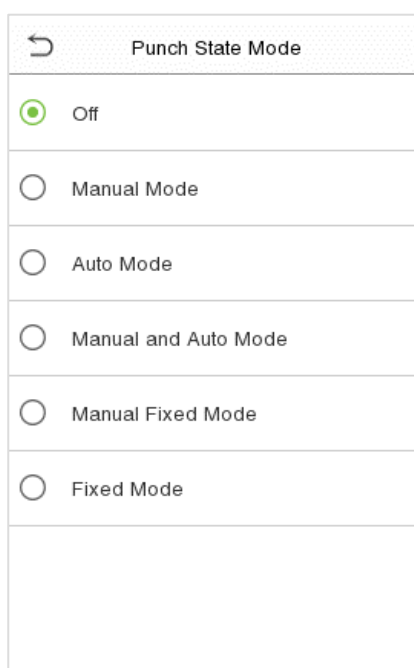 Punch State Mode
Off
Manual Mode
Auto Mode
Manual and Auto Mode
Manual Fixed Mode
Fixed Mode